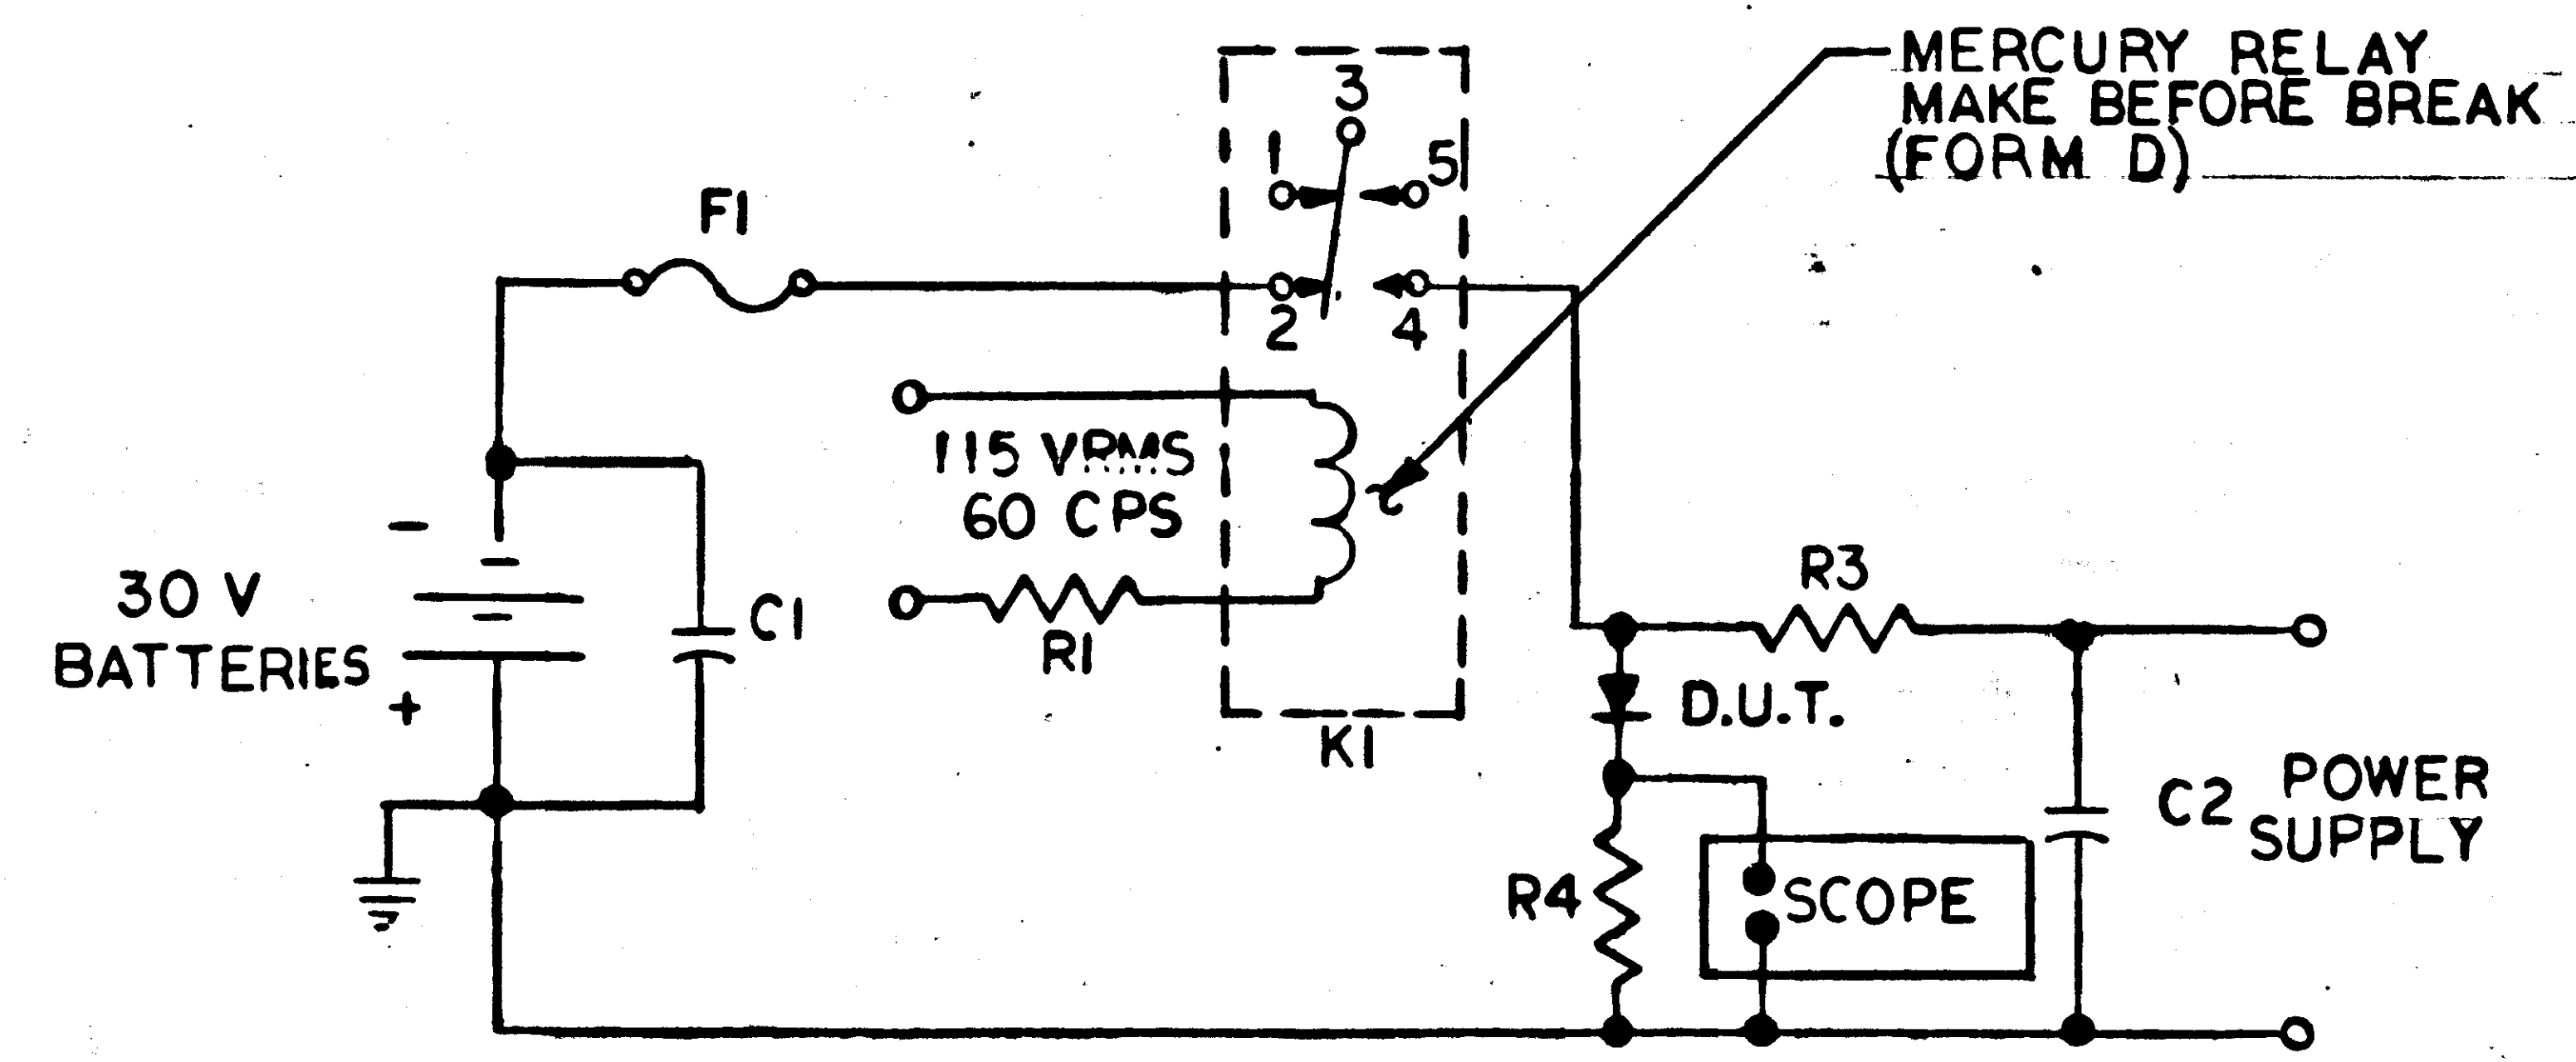 MERCURY RELAY
MAKE BEFORE BREAK
(FORM D)
3
1
5
F1
2
4
115 VRMS
60 CPS
-
30 V
BATTERIES
+
C1
R1
K1
R3
D.U.T.
C2
POWER
SUPPLY
R4
SCOPE